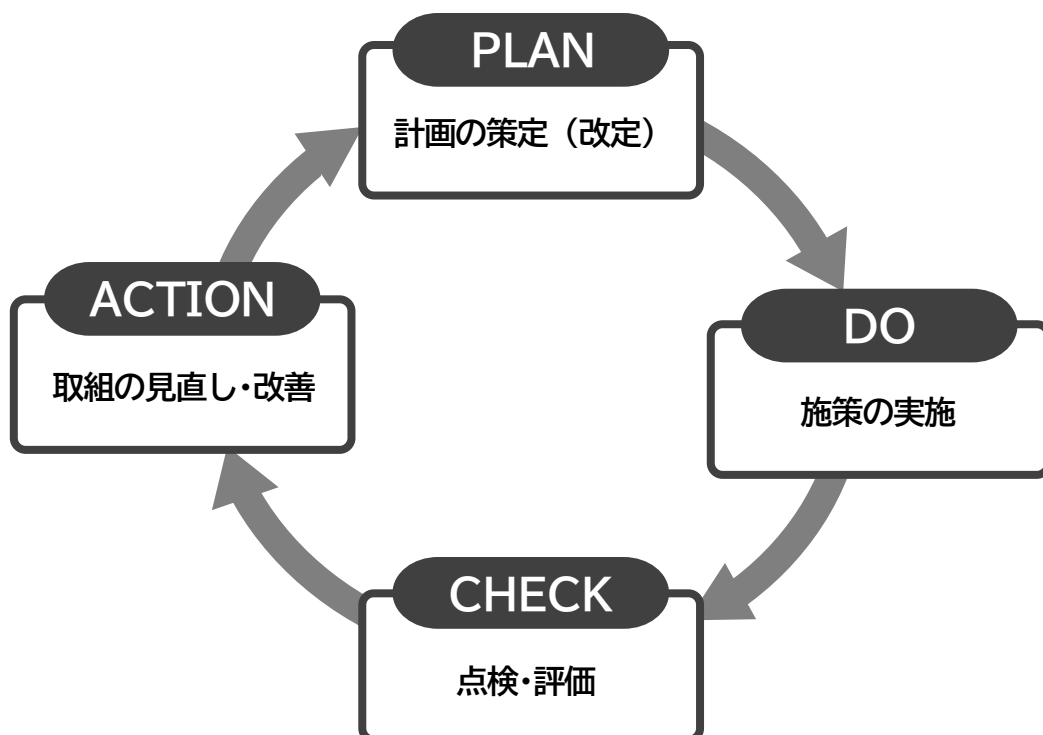 PLAN
計画の策定（改定）
DO
施策の実施
CHECK
点検・評価
ACTION
取組の見直し・改善